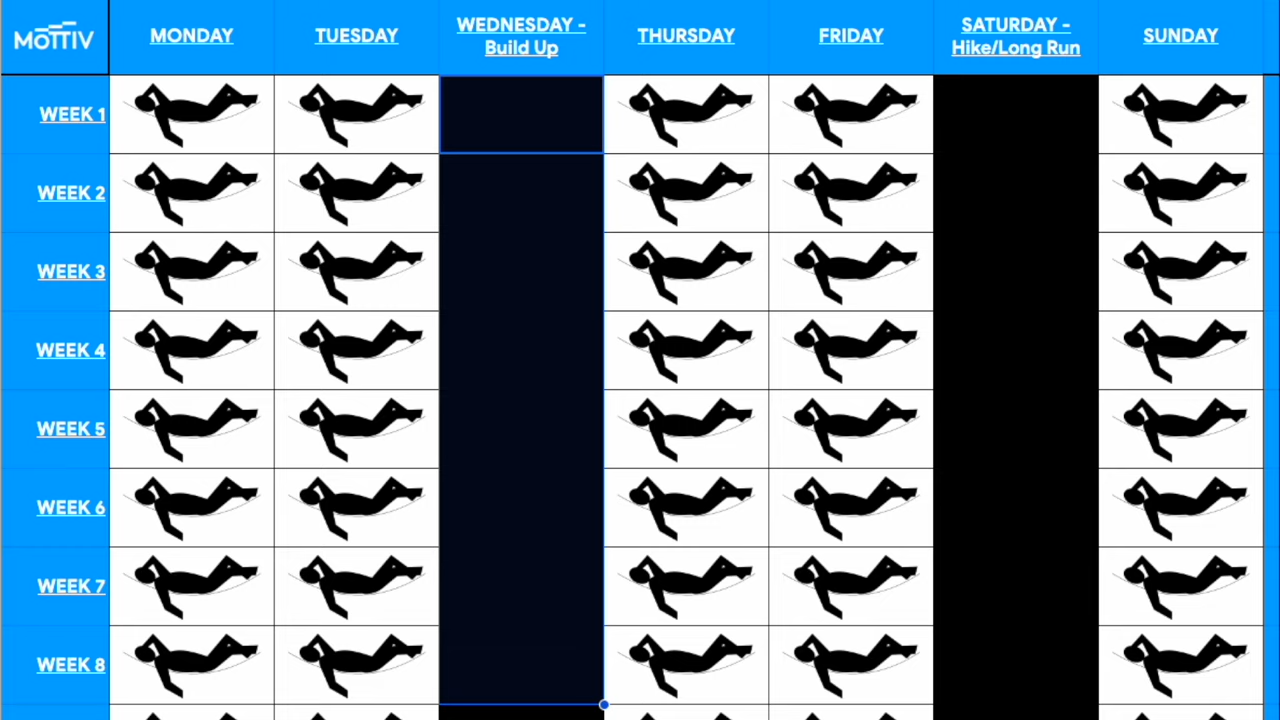 MŌTTIV
MONDAY
TUESDAY
WEDNESDAY -
Build Up
THURSDAY
FRIDAY
SATURDAY -
Hike/Long Run
SUNDAY
WEEK 1
WEEK 2
WEEK 3
WEEK 4
WEEK 5
WEEK 6
WEEK 7
WEEK 8